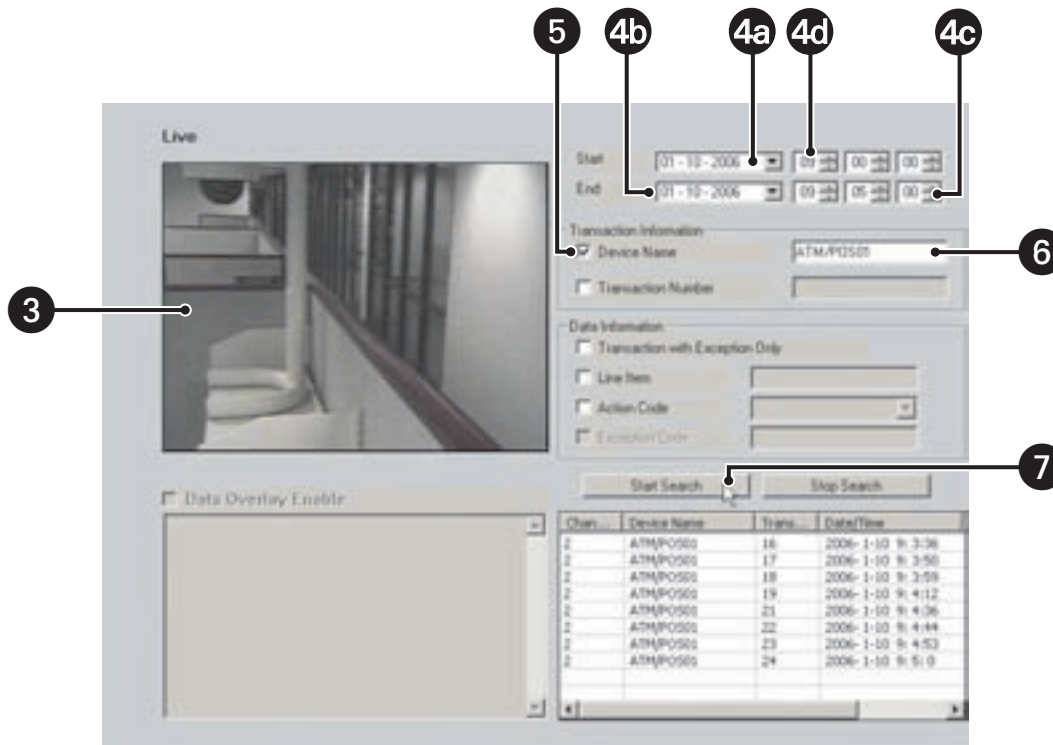 5 4b 4a 4d 4c
Live
Start 01 - 10 - 2006 09 00 00
End 01 - 10 - 2006 09 05 00
Transaction Information
Device Name ATM/POS01 6
Transaction Number
3
Data Information
Transaction with Exception Only
Line Item
Action Code
Exception Code
7
Start Search Stop Search
Data Overlay Enable
Chan... Device Name Trans... Date/Time
2 ATM/POS01 16 2006- 1-10 9: 3:36
2 ATM/POS01 17 2006- 1-10 9: 3:50
2 ATM/POS01 18 2006- 1-10 9: 3:59
2 ATM/POS01 19 2006- 1-10 9: 4:12
2 ATM/POS01 21 2006- 1-10 9: 4:36
2 ATM/POS01 22 2006- 1-10 9: 4:44
2 ATM/POS01 23 2006- 1-10 9: 4:53
2 ATM/POS01 24 2006- 1-10 9: 5: 0